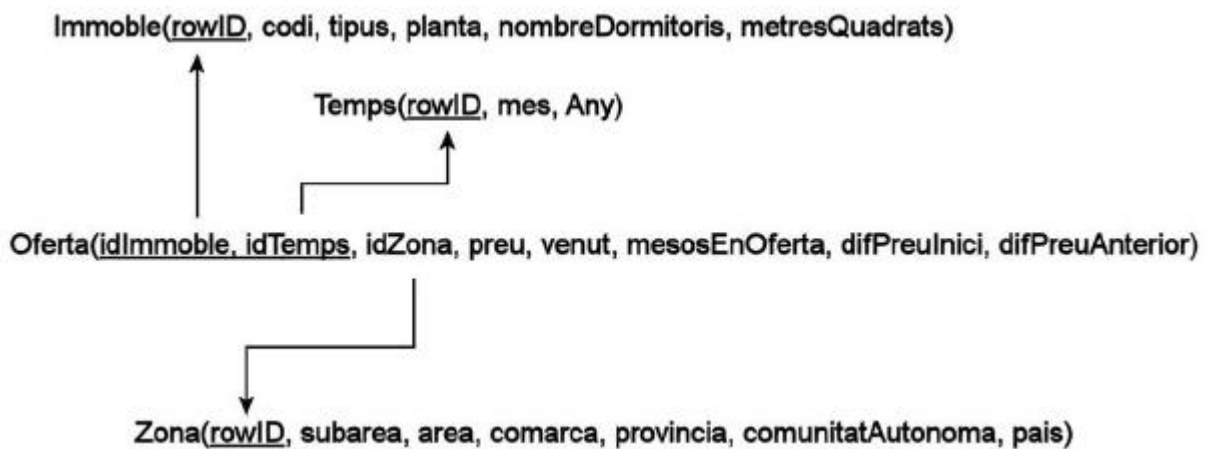 Immoble(rowID, codi, tipus, planta, nombreDormitoris, metresQuadrats)
Temps(rowID, mes, Any)
Oferta(idImmoble, idTemps, idZona, preu, venut, mesosEnOferta, difPreuInici, difPreuAnterior)
Zona(rowID, subarea, area, comarca, provincia, comunitatAutonoma, pais)